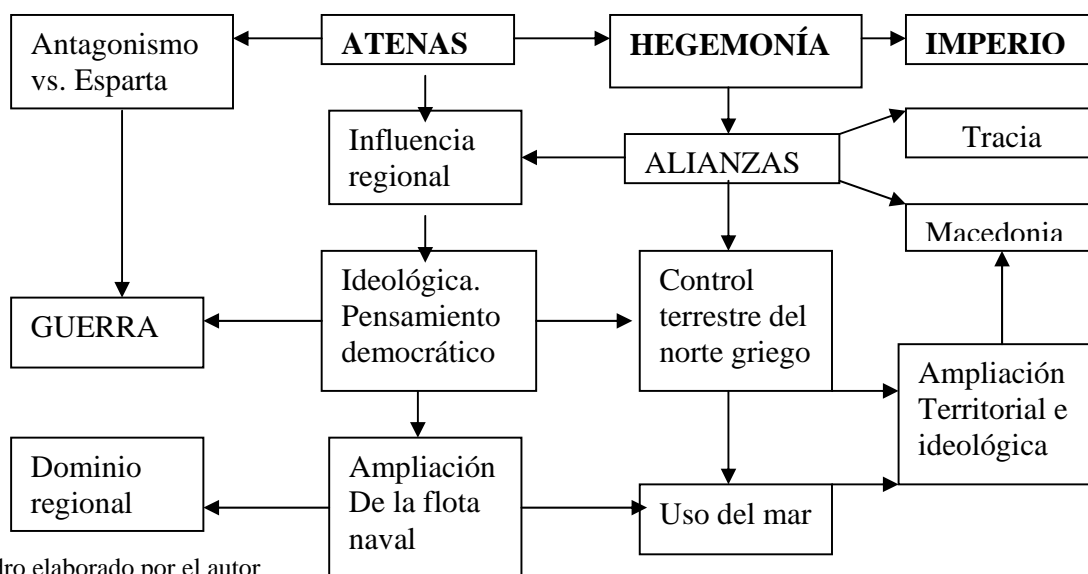 Antagonismo
vs. Esparta
ATENAS
HEGEMONÍA
IMPERIO
Influencia
regional
ALIANZAS
Tracia
Macedonia
GUERRA
Ideológica.
Pensamiento
democrático
Control
terrestre del
norte griego
Ampliación
Territorial e
ideológica
Dominio
regional
Ampliación
De la flota
naval
Uso del mar
elaborado por el autor